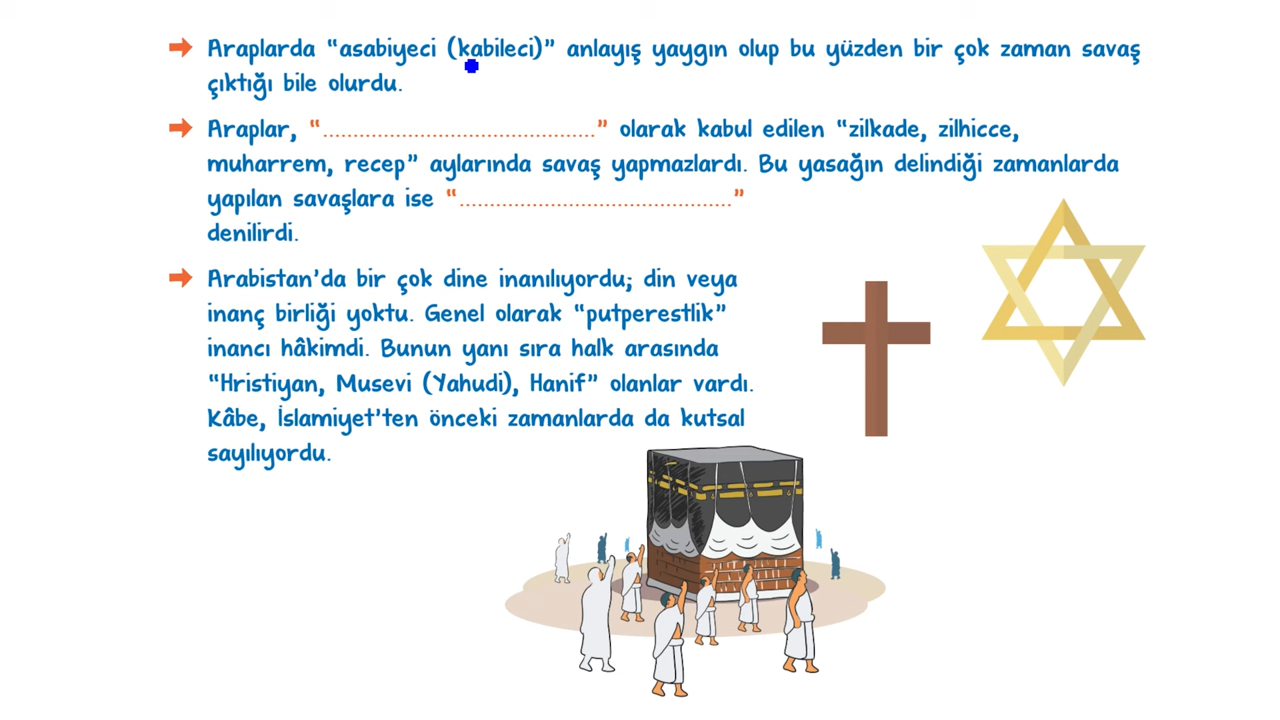 Araplarda “asabiyeci (kabileci)” anlayış yaygın olup bu yüzden bir çok zaman savaş
çıktığı bile olurdu.
Araplar, “..............................................” olarak kabul edilen “zilkade, zilhicce,
muharrem, recep” aylarında savaş yapmazlardı. Bu yasağın delindiği zamanlarda
yapılan savaşlara ise “..............................................”
denilirdi.
Arabistan’da bir çok dine inanılıyordu; din veya
inanç birliği yoktu. Genel olarak “putperestlik”
inancı hâkimdi. Bunun yanı sıra halk arasında
“Hristiyan, Musevi (Yahudi), Hanif” olanlar vardı.
Kâbe, İslamiyet’ten önceki zamanlarda da kutsal
sayılıyordu.